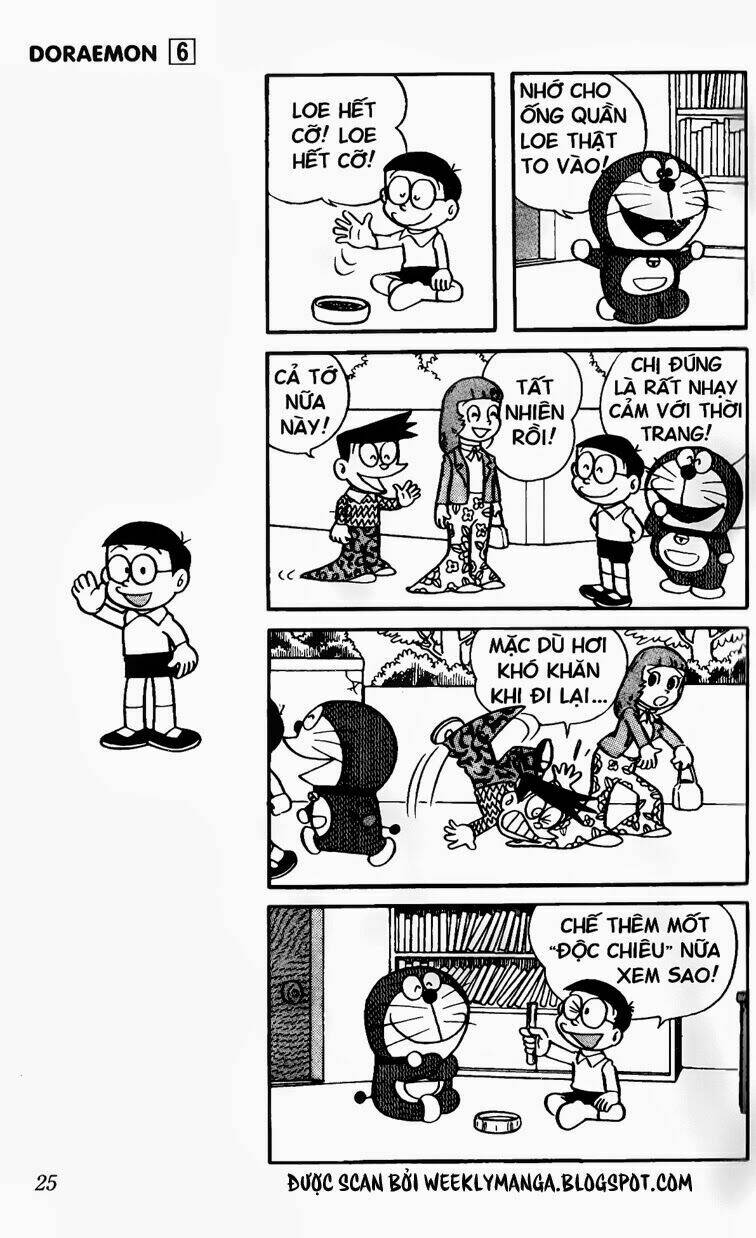 DORAEMON 6
NHỚ CHO
ỐNG QUẦN
LOE THẬT
TO VÀO!
LOE HẾT
CỠ! LOE
HẾT CỠ!
CHỊ ĐÚNG
LÀ RẤT NHẠY
CẢM VỚI THỜI
TRANG!
TẤT
NHIÊN
RỒI!
CẢ TỚ
NỮA
NÀY!
MẶC DÙ HƠI
KHÓ KHĂN
KHI ĐI LẠI...
CHẾ THÊM MỐT
“ĐỘC CHIÊU” NỮA
XEM SAO!
25
ĐƯỢC SCAN BỞI WEEKLYMANGA.BLOGSPOT.COM